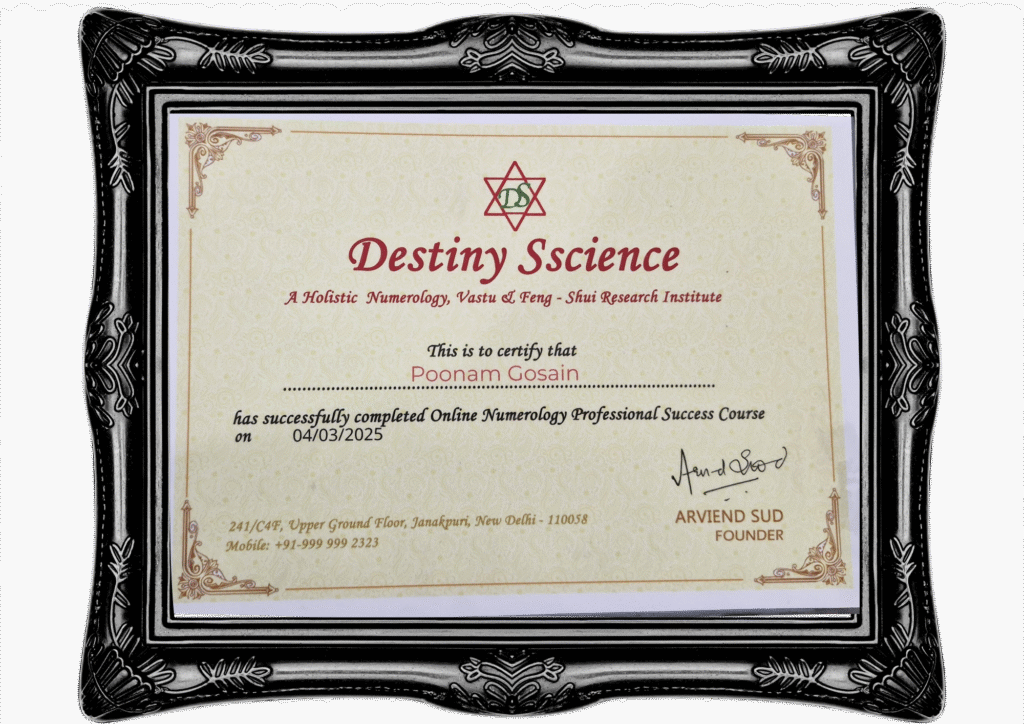 DS
Destiny Sscience
A Holistic Numerology, Vastu & Feng - Shui Research Institute
This is to certify that
Poonam Gosain
has successfully completed Online Numerology Professional Success Course
on 04/03/2025
Arvind Sood
241/C4F, Upper Ground Floor, Janakpuri, New Delhi - 110058
Mobile: +91-999 999 2323
ARVIEND SUD
FOUNDER